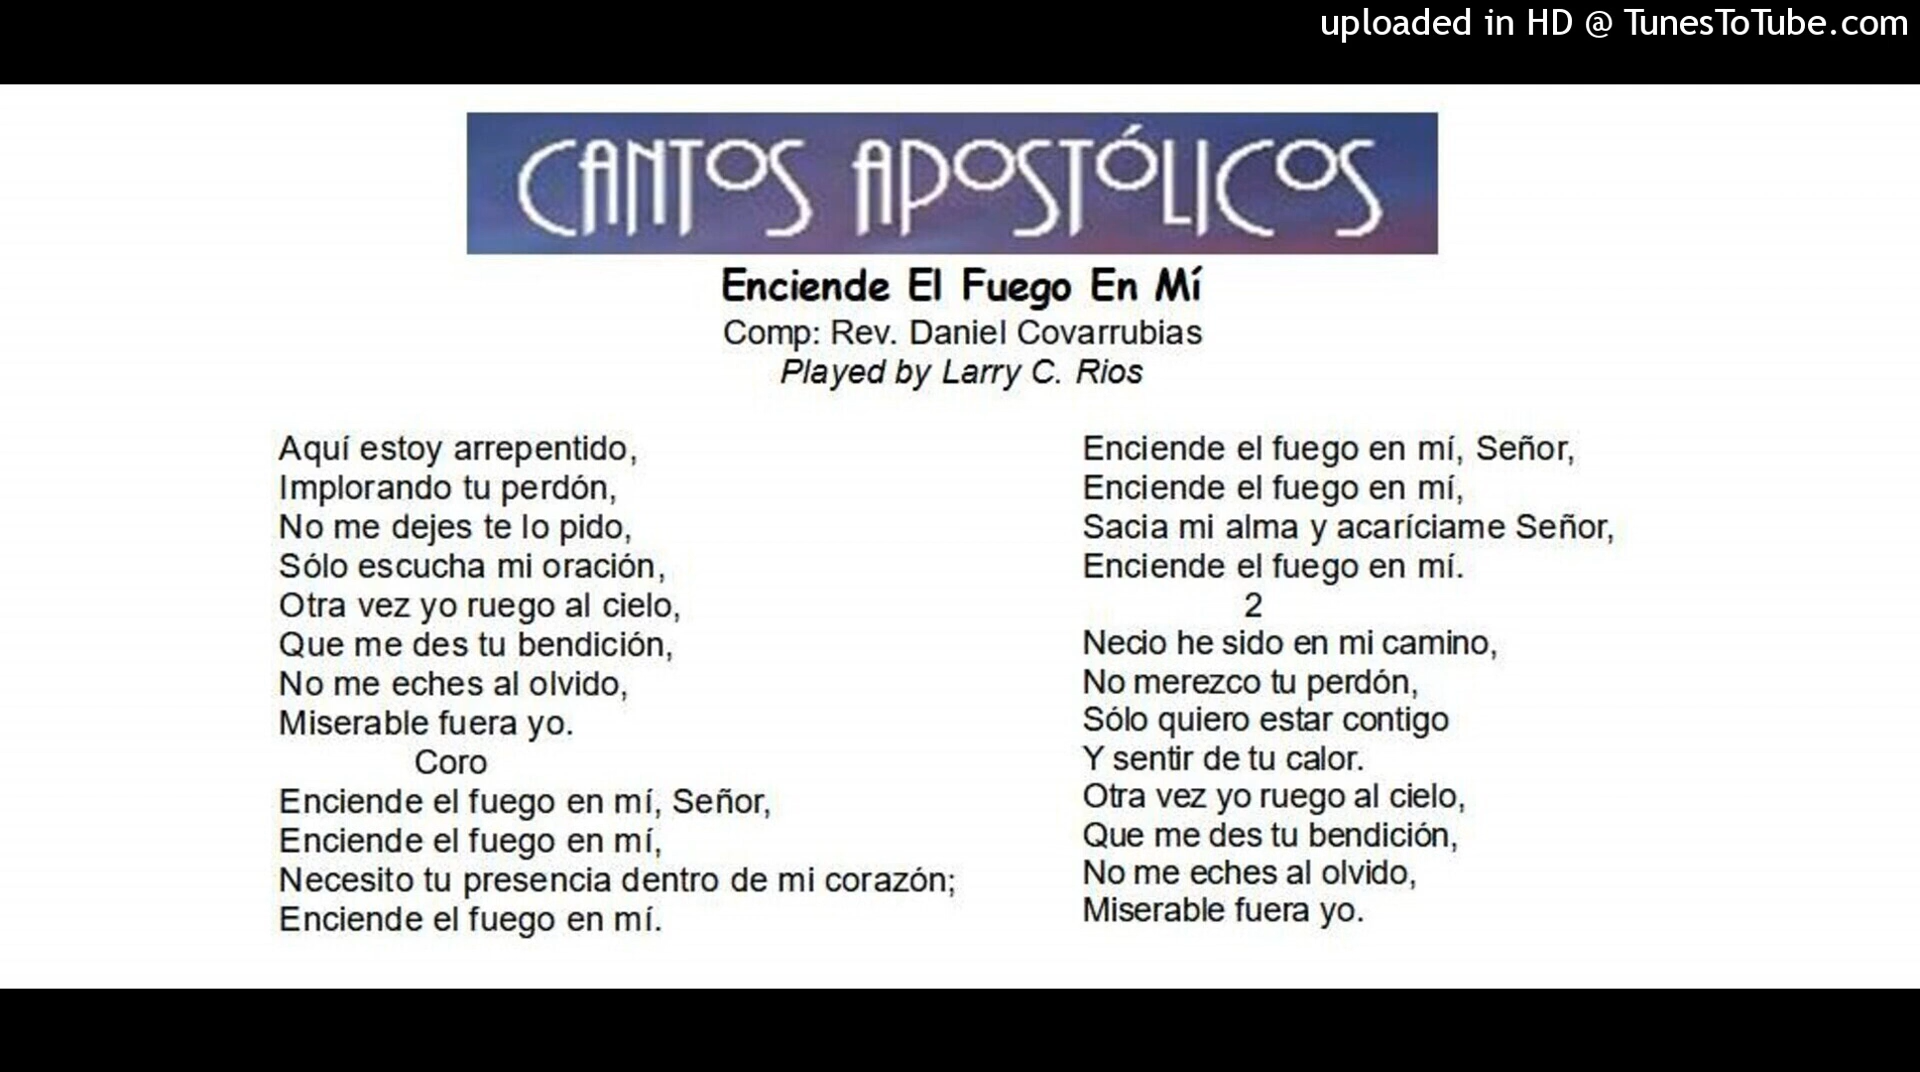 uploaded in HD @ TunesToTube.com
CANTOS APOSTÓLICOS
Enciende El Fuego En Mí
Comp: Rev. Daniel Covarrubias
Played by Larry C. Rios
Aquí estoy arrepentido,
Implorando tu perdón,
No me dejes te lo pido,
Sólo escucha mi oración,
Otra vez yo ruego al cielo,
Que me des tu bendición,
No me eches al olvido,
Miserable fuera yo.
Coro
Enciende el fuego en mí, Señor,
Enciende el fuego en mí,
Necesito tu presencia dentro de mi corazón;
Enciende el fuego en mí.
Enciende el fuego en mí, Señor,
Enciende el fuego en mí,
Sacia mi alma y acaríciame Señor,
Enciende el fuego en mí.
2
Necio he sido en mi camino,
No merezco tu perdón,
Sólo quiero estar contigo
Y sentir de tu calor.
Otra vez yo ruego al cielo,
Que me des tu bendición,
No me eches al olvido,
Miserable fuera yo.